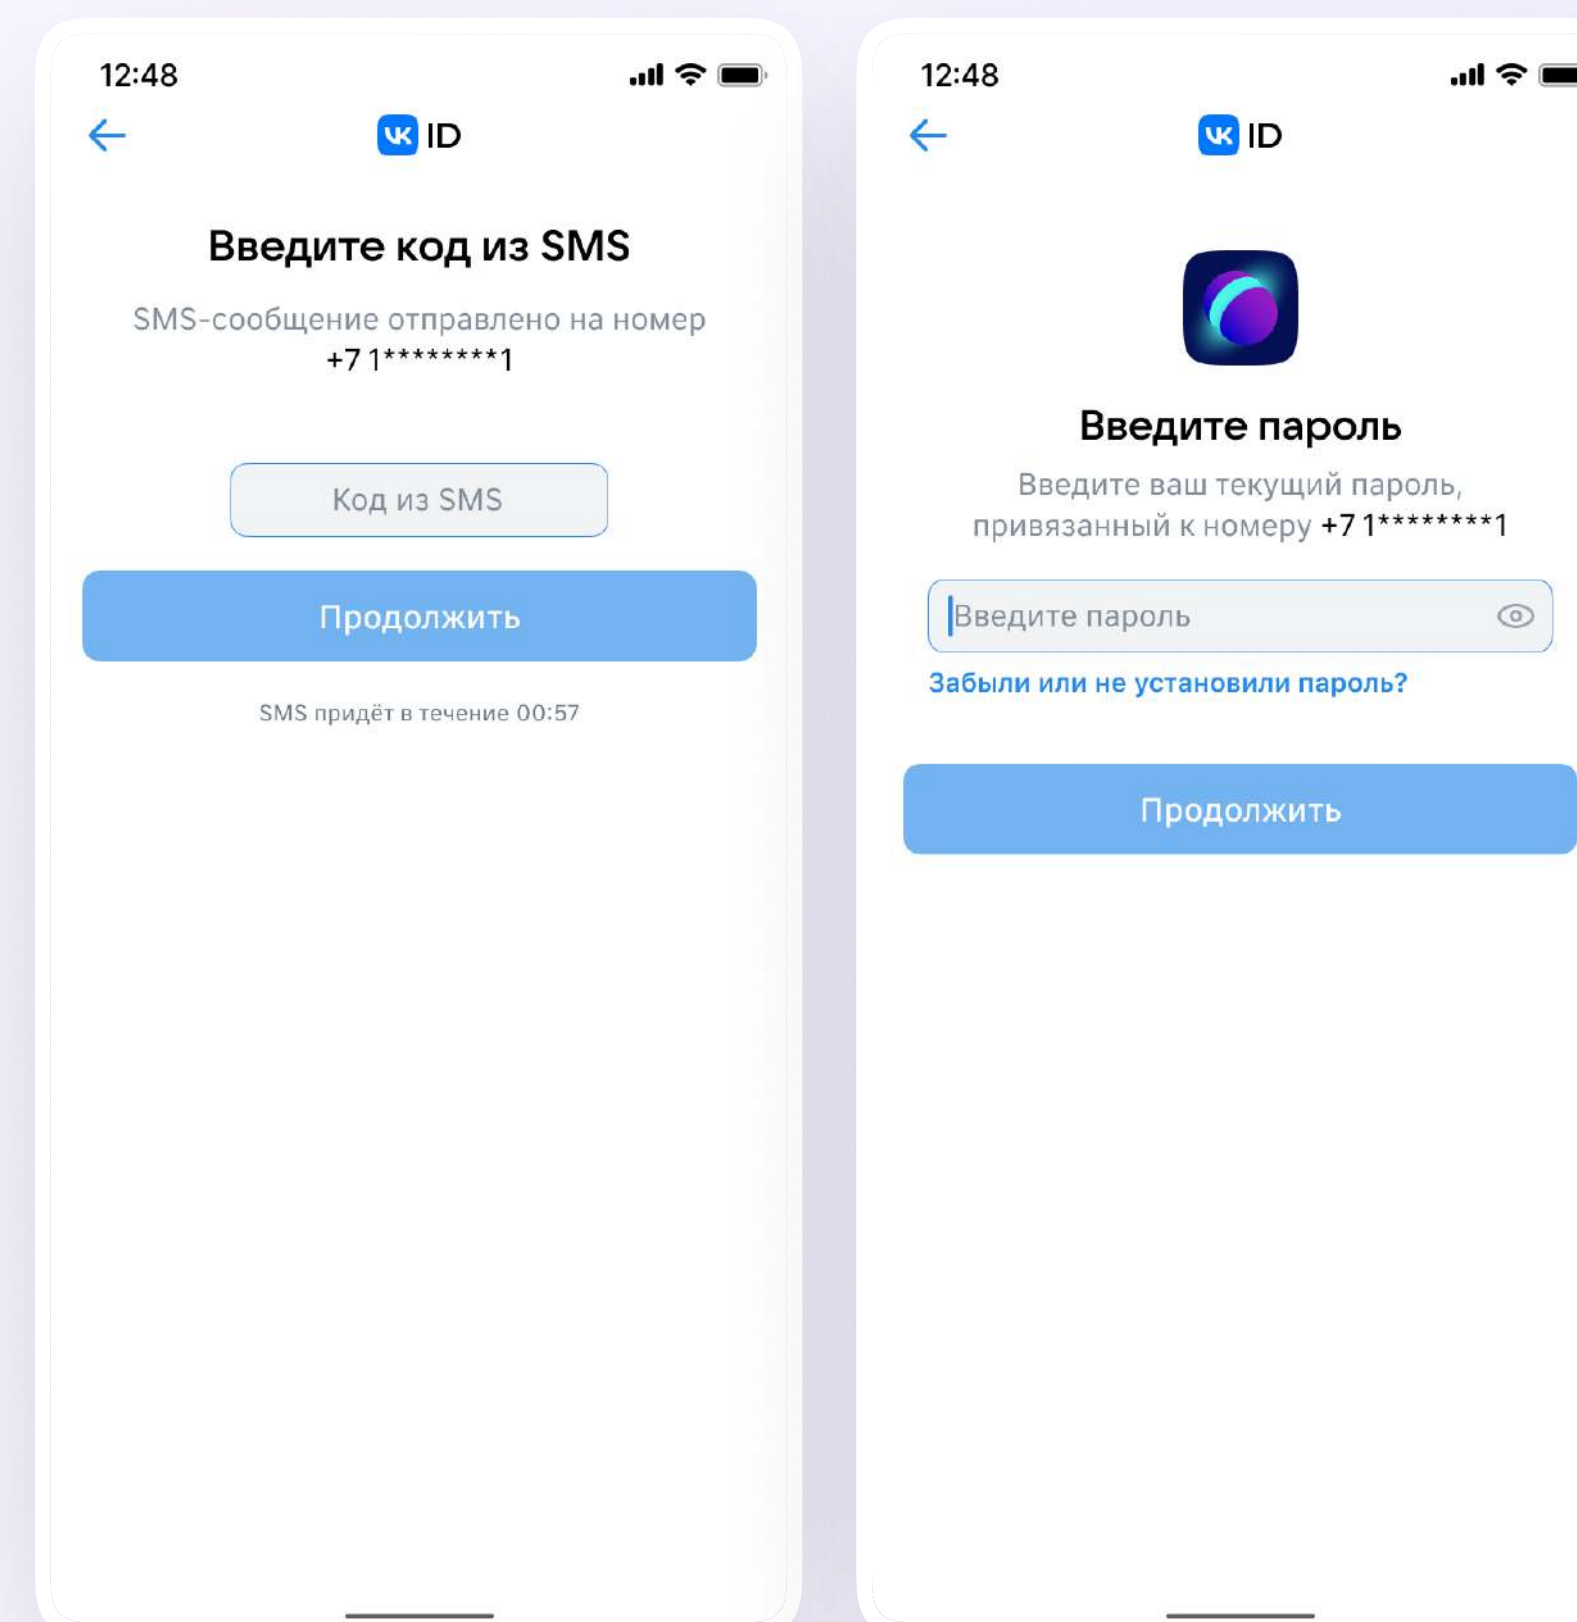 12:48
VK ID
Введите код из SMS
SMS-сообщение отправлено на номер
+7 1********1
Код из SMS
Продолжить
SMS придёт в течение 00:57
12:48
VK ID
Введите пароль
Введите ваш текущий пароль,
привязанный к номеру +7 1********1
Введите пароль
Забыли или не установили пароль?
Продолжить